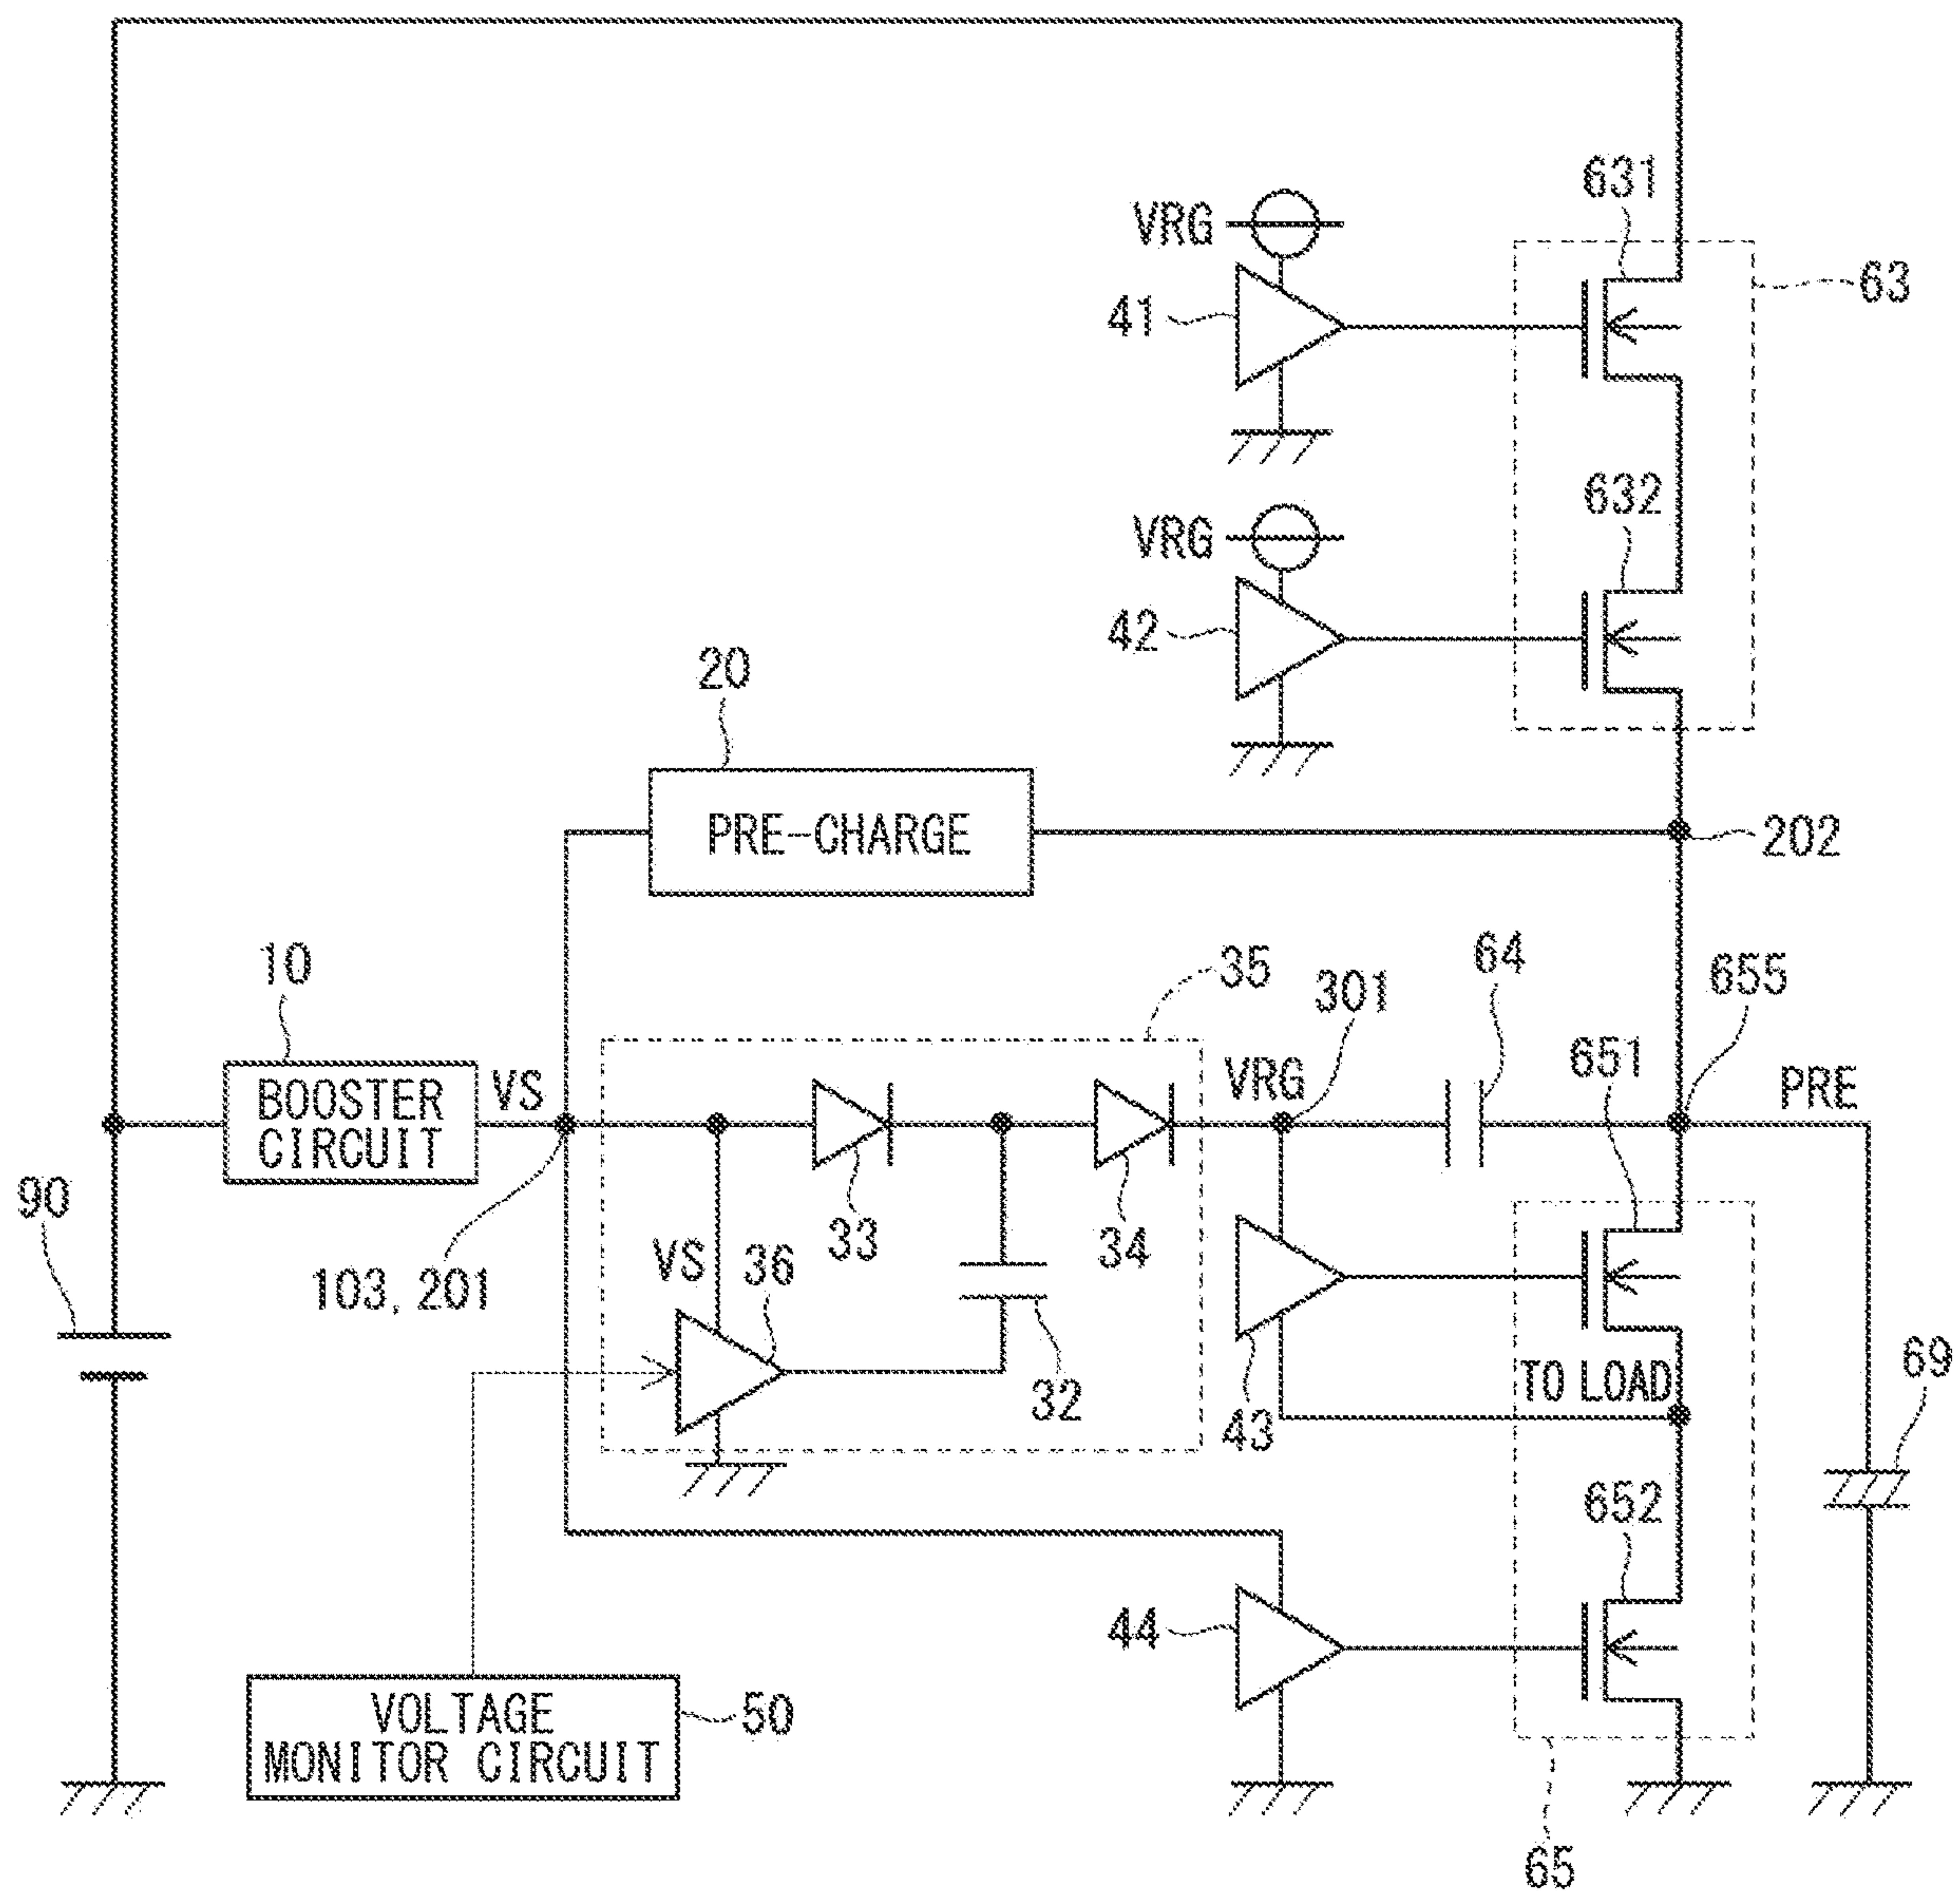 631
VRG
63
41
632
VRG
42
20
PRE-CHARGE
202
10
35
301
64
655
BOOSTER
CIRCUIT
VS
VRG
651
PRE
90
33
34
103, 201
VS
36
32
43
TO LOAD
69
652
44
VOLTAGE
MONITOR CIRCUIT
50
65